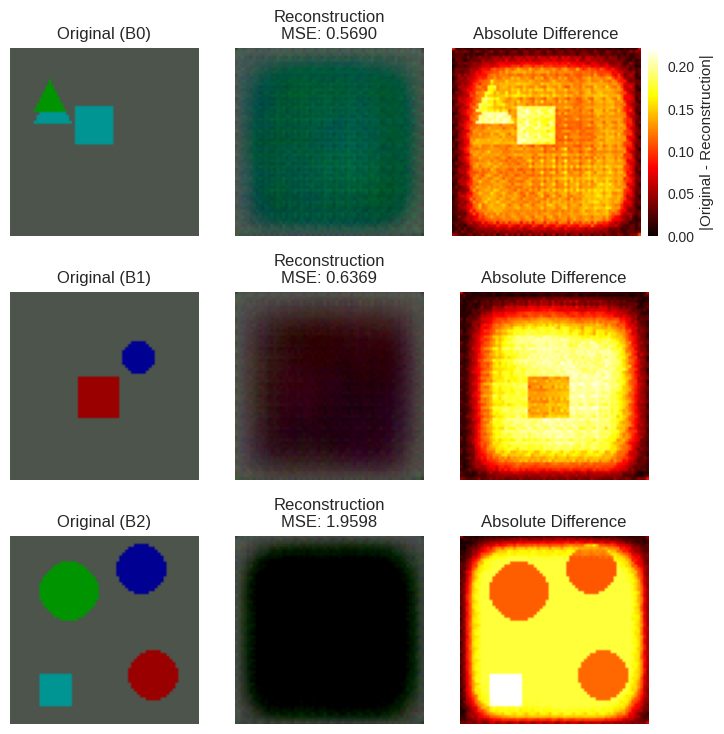 Original (B0)
Reconstruction
MSE: 0.5690
Absolute Difference
0.20
0.15
0.10
0.05
0.00
|Original - Reconstruction|
Original (B1)
Reconstruction
MSE: 0.6369
Absolute Difference
Original (B2)
Reconstruction
MSE: 1.9598
Absolute Difference